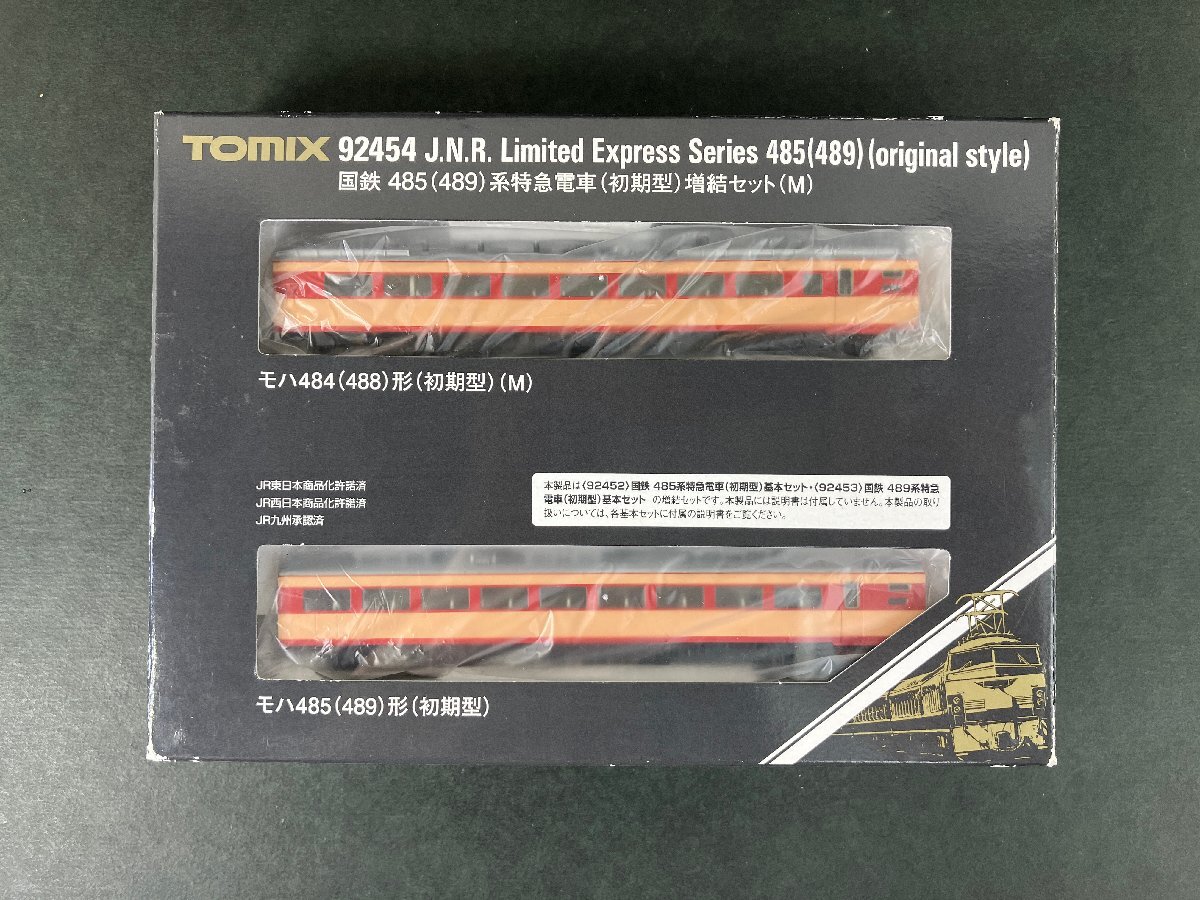 TOMIX 92454 J.N.R. Limited Express Series 485(489)(original style)
国鉄 485(489)系特急電車(初期型)増結セット(M)
モハ484(488)形(初期型)(M)
JR東日本商品化許諾済
JR西日本商品化許諾済
JR九州承認済
本製品は〈92452〉国鉄 485系特急電車(初期型)基本セット・〈92453〉国鉄 489系特急
電車(初期型)基本セット の増結セットです。本製品には説明書は付属していません。本製品の取り
扱いについては、各基本セットに付属の説明書をご覧ください。
モハ485(489)形(初期型)